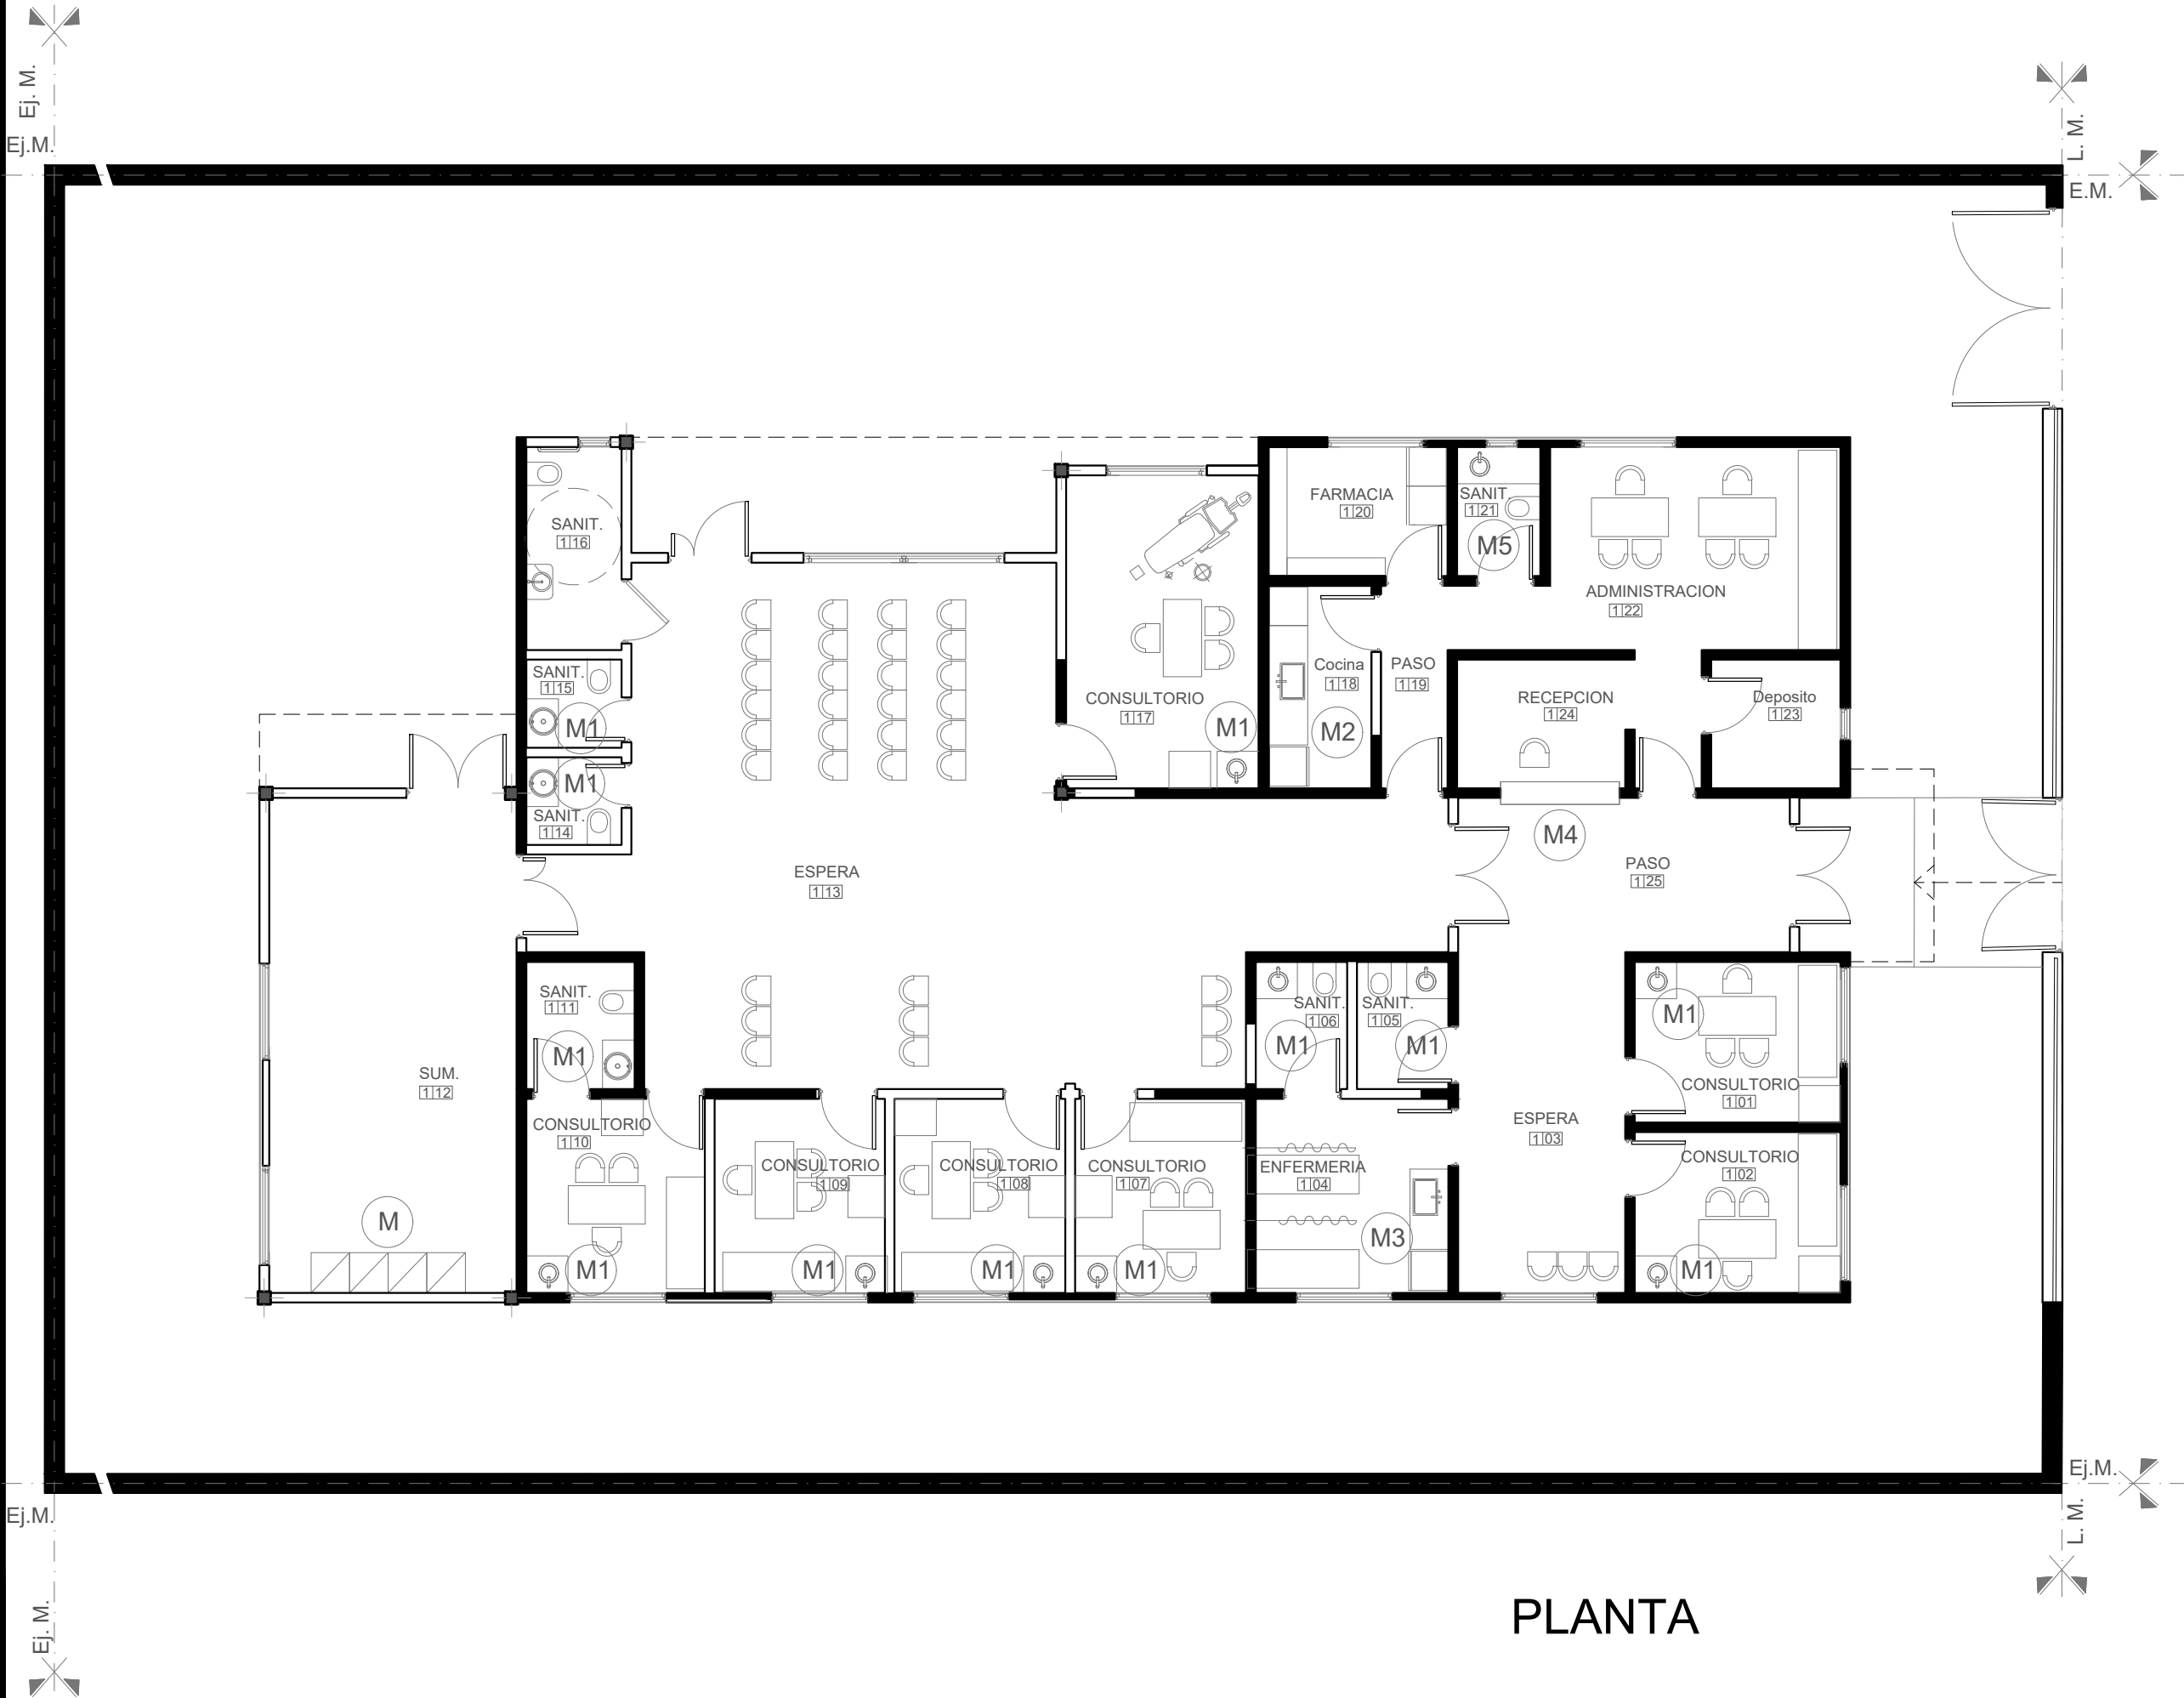 Ej. M.
Ej.M.
L. M.
E.M.
FARMACIA
1 20
SANIT.
1 21
M5
SANIT.
1 16
ADMINISTRACION
1 22
SANIT.
1 15
M1
Cocina
1 18
M2
PASO
1 19
CONSULTORIO
1 17
M1
RECEPCION
1 24
Deposito
1 23
M1
SANIT.
1 14
M4
ESPERA
1 13
PASO
1 25
SANIT.
1 11
M1
SANIT.
1 06
M1
SANIT.
1 05
M1
M1
CONSULTORIO
1 01
SUM.
1 12
M
CONSULTORIO
1 10
M1
CONSULTORIO
1 09
M1
CONSULTORIO
1 08
M1
CONSULTORIO
1 07
M1
ENFERMERIA
1 04
M3
ESPERA
1 03
CONSULTORIO
1 02
M1
Ej.M.
Ej.M.
L. M.
Ej. M.
PLANTA